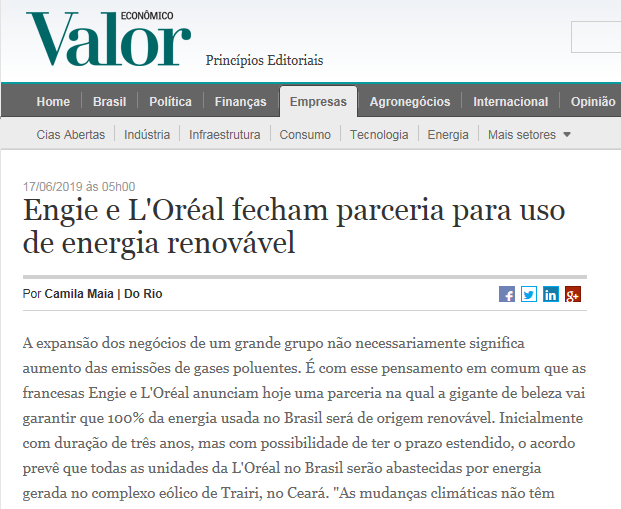 Valor
ECONÔMICO
Princípios Editoriais
Home Brasil Política Finanças Empresas Agronegócios Internacional Opinião
Cias Abertas Indústria Infraestrutura Consumo Tecnologia Energia Mais setores
17/06/2019 às 05h00
Engie e L'Oréal fecham parceria para uso
de energia renovável
Por Camila Maia | Do Rio
A expansão dos negócios de um grande grupo não necessariamente significa
aumento das emissões de gases poluentes. É com esse pensamento em comum que as
francesas Engie e L'Oréal anunciam hoje uma parceria na qual a gigante de beleza vai
garantir que 100% da energia usada no Brasil será de origem renovável. Inicialmente
com duração de três anos, mas com possibilidade de ter o prazo estendido, o acordo
prevê que todas as unidades da L'Oréal no Brasil serão abastecidas por energia
gerada no complexo eólico de Trairi, no Ceará. "As mudanças climáticas não têm